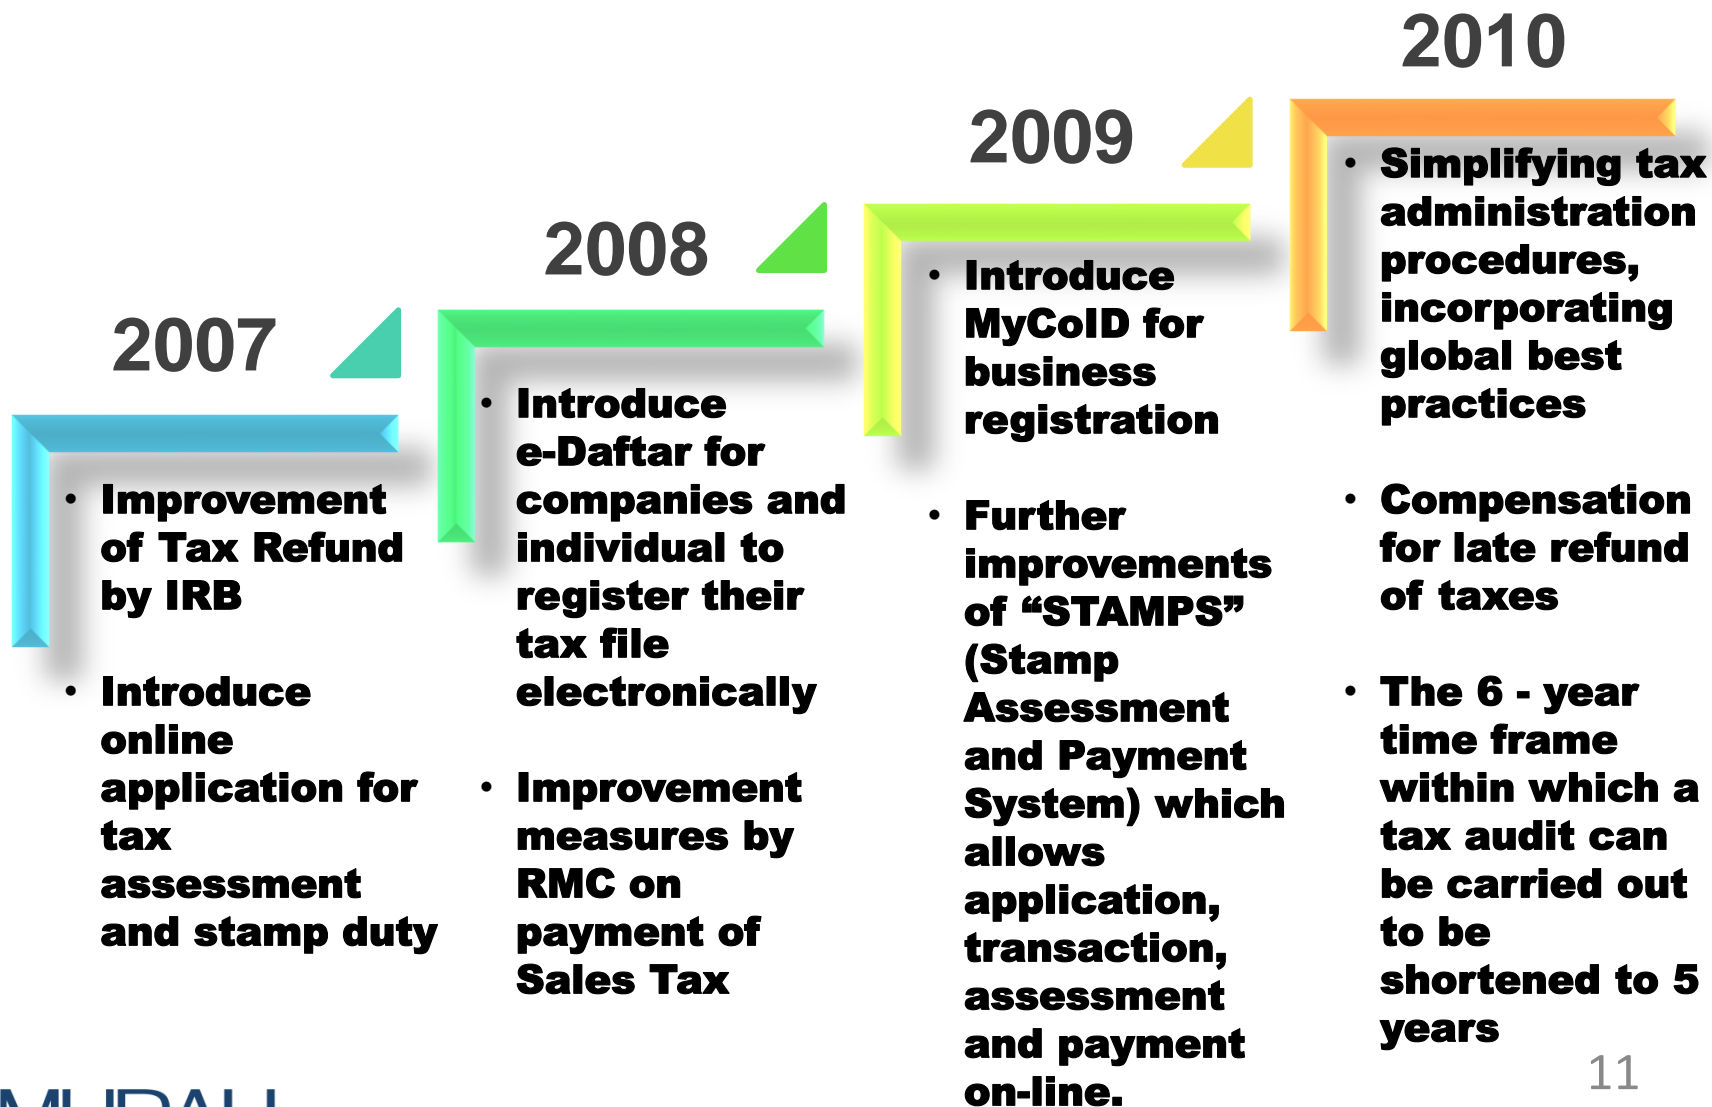 2007
• Improvement
of Tax Refund
by IRB
• Introduce
online
application for
tax
assessment
and stamp duty
2008
• Introduce
e-Daftar for
companies and
individual to
register their
tax file
electronically
• Improvement
measures by
RMC on
payment of
Sales Tax
2009
• Introduce
MyCoID for
business
registration
• Further
improvements
of “STAMPS”
(Stamp
Assessment
and Payment
System) which
allows
application,
transaction,
assessment
and payment
on-line.
2010
• Simplifying tax
administration
procedures,
incorporating
global best
practices
• Compensation
for late refund
of taxes
• The 6 - year
time frame
within which a
tax audit can
be carried out
to be
shortened to 5
years
11